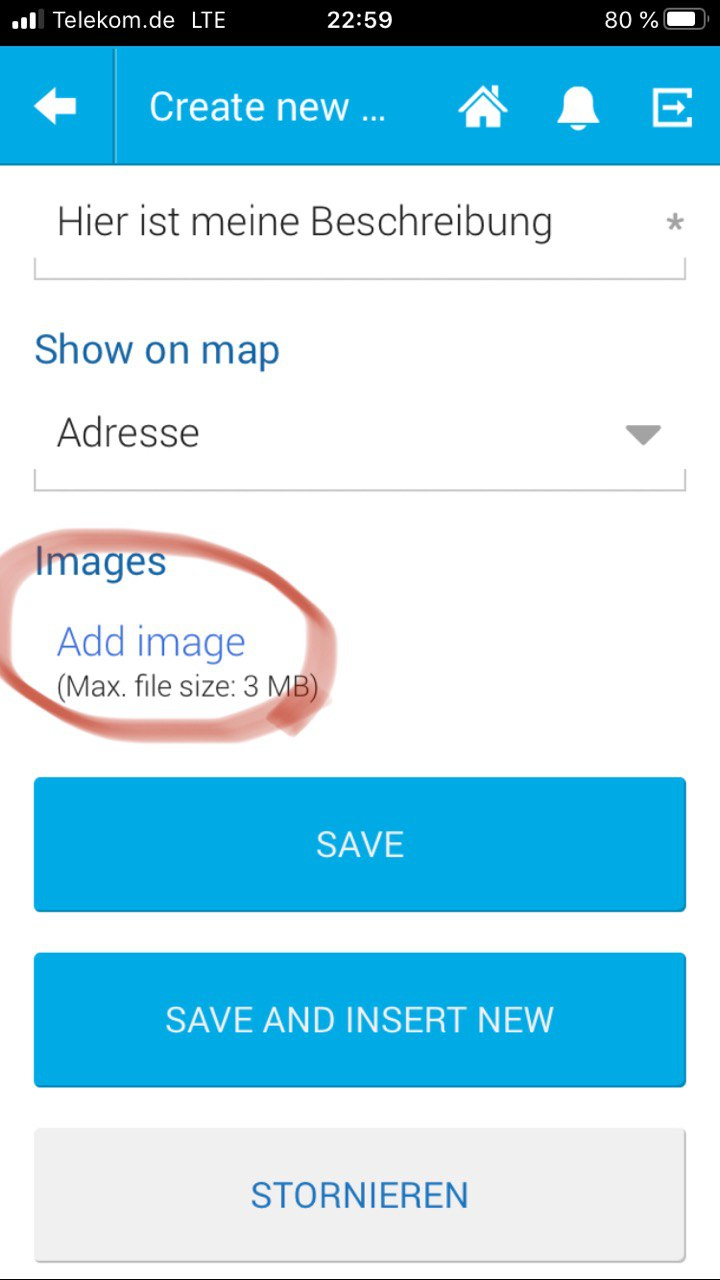 Telekom.de LTE 22:59 80 %
Create new ...
Hier ist meine Beschreibung *
Show on map
Adresse
Images
Add image
(Max. file size: 3 MB)
SAVE
SAVE AND INSERT NEW
STORNIEREN